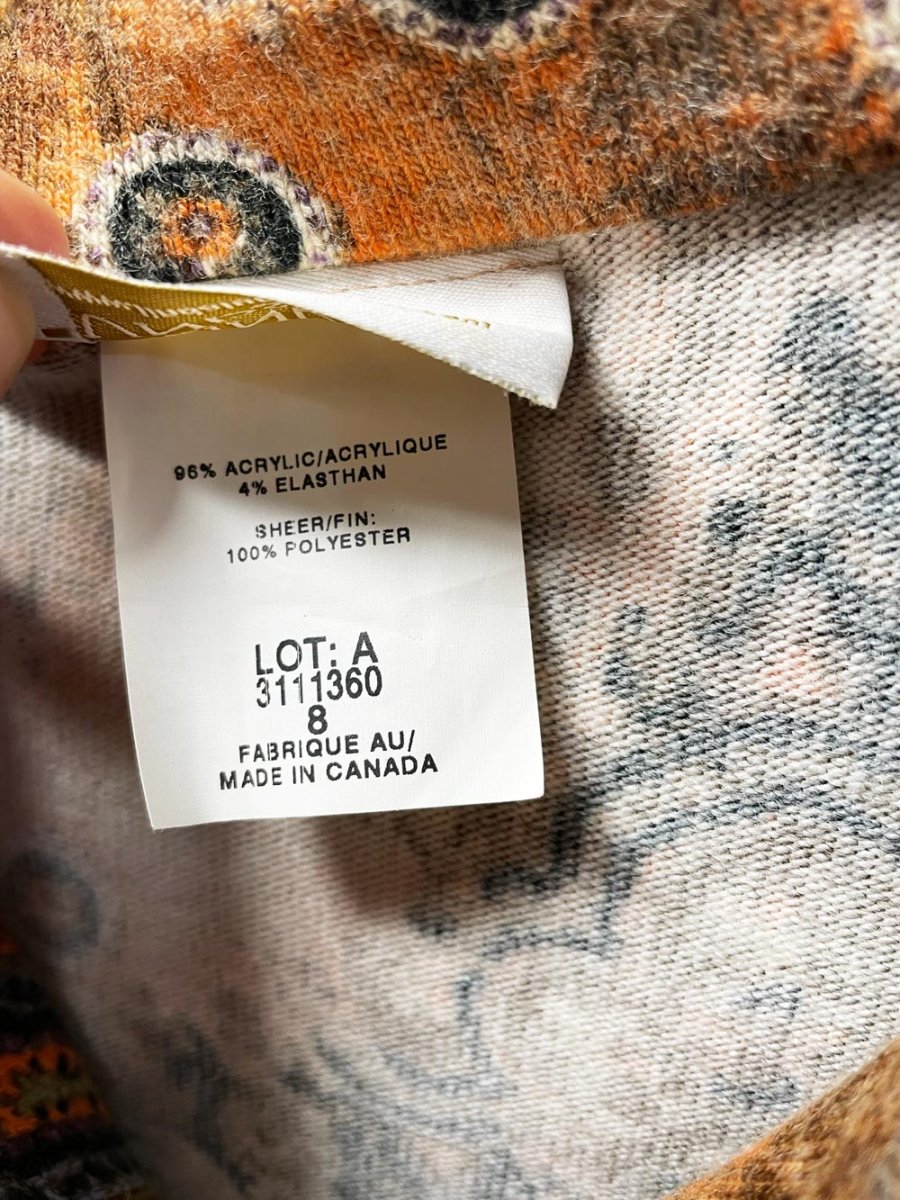 96% ACRYLIC/ACRYLIQUE
4% ELASTHAN
SHEER/FIN:
100% POLYESTER
LOT: A
3111360
8
FABRIQUE AU/
MADE IN CANADA